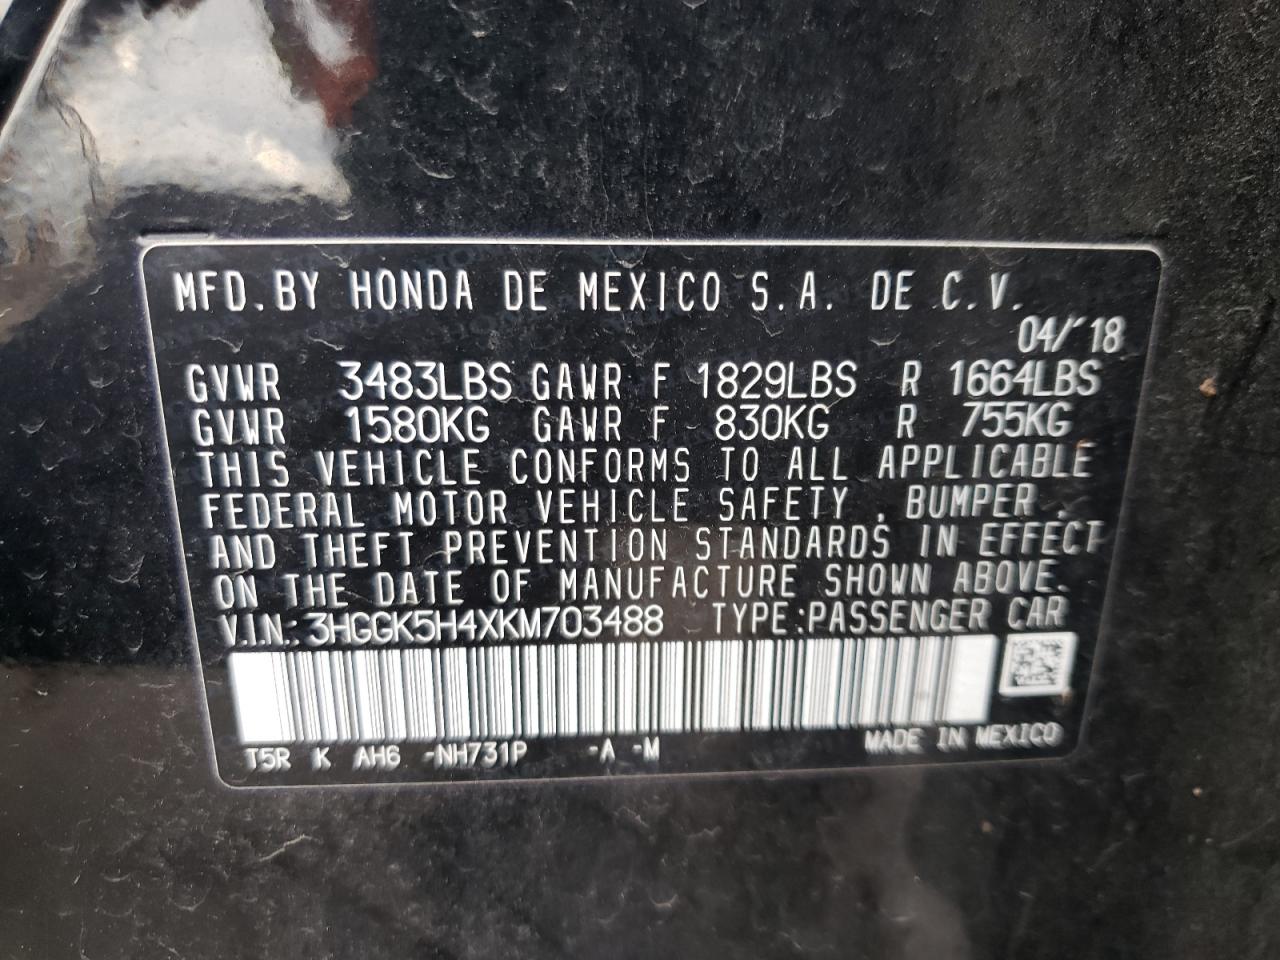 MFD.BY HONDA DE MEXICO S.A. DE C.V.
04/'18
GVWR 3483LBS GAWR F 1829LBS R 1664LBS
GVWR 1580KG GAWR F 830KG R 755KG
THIS VEHICLE CONFORMS TO ALL APPLICABLE
FEDERAL MOTOR VEHICLE SAFETY , BUMPER ,
AND THEFT PREVENTION STANDARDS IN EFFECT
ON THE DATE OF MANUFACTURE SHOWN ABOVE.
V.I.N.: 3HGGK5H4XKM703488 TYPE:PASSENGER CAR
T5R K AH6 -NH731P -A -M MADE IN MEXICO